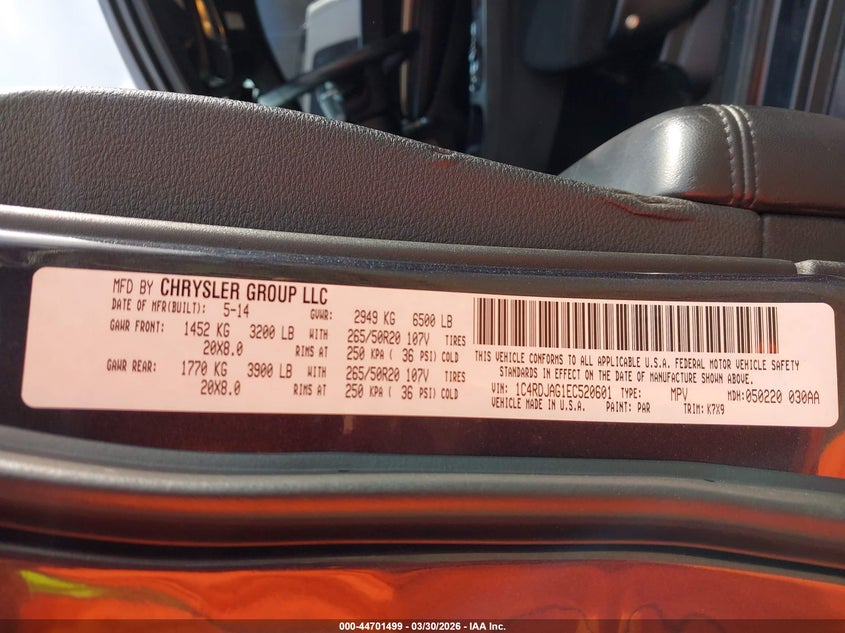 MFD BY CHRYSLER GROUP LLC
DATE OF MFR(BUILT): 5-14 GVWR: 2949 KG 6500 LB
GAWR FRONT: 1452 KG 3200 LB WITH 265/50R20 107V TIRES
20X8.0 RIMS AT 250 KPA ( 36 PSI) COLD
GAWR REAR: 1770 KG 3900 LB WITH 265/50R20 107V TIRES
20X8.0 RIMS AT 250 KPA ( 36 PSI) COLD
THIS VEHICLE CONFORMS TO ALL APPLICABLE U.S.A. FEDERAL MOTOR VEHICLE SAFETY
STANDARDS IN EFFECT ON THE DATE OF MANUFACTURE SHOWN ABOVE.
VIN: 1C4RDJAG1EC520601 TYPE: MPV MDH: 050220 030AA
VEHICLE MADE IN U.S.A. PAINT: PAR TRIM: K7X9
000-44701499 — 03/30/2026 — IAA Inc.